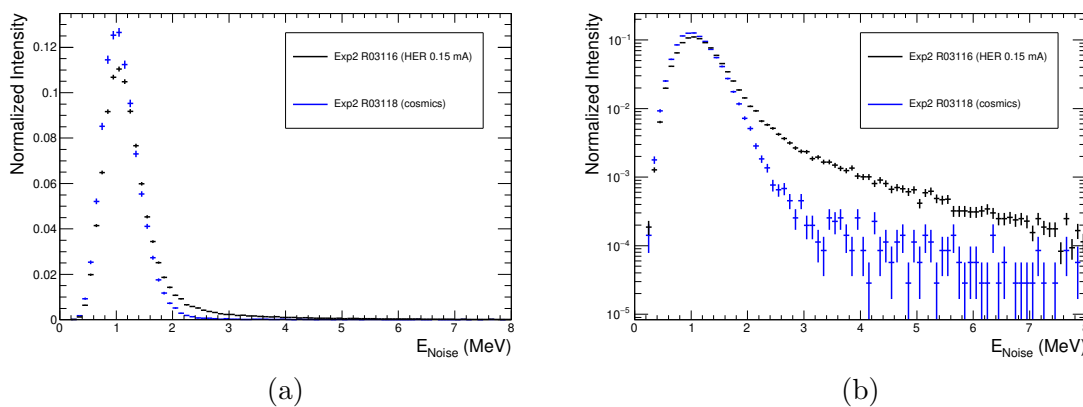 Normalized Intensity
0.12
0.1
0.08
0.06
0.04
0.02
0
Exp2 R03116 (HER 0.15 mA)
Exp2 R03118 (cosmics)
0 1 2 3 4 5 6 7 8
E_Noise (MeV)
(a)
Normalized Intensity
10⁻¹
10⁻²
10⁻³
10⁻⁴
10⁻⁵
Exp2 R03116 (HER 0.15 mA)
Exp2 R03118 (cosmics)
0 1 2 3 4 5 6 7
E_Noise (MeV)
(b)